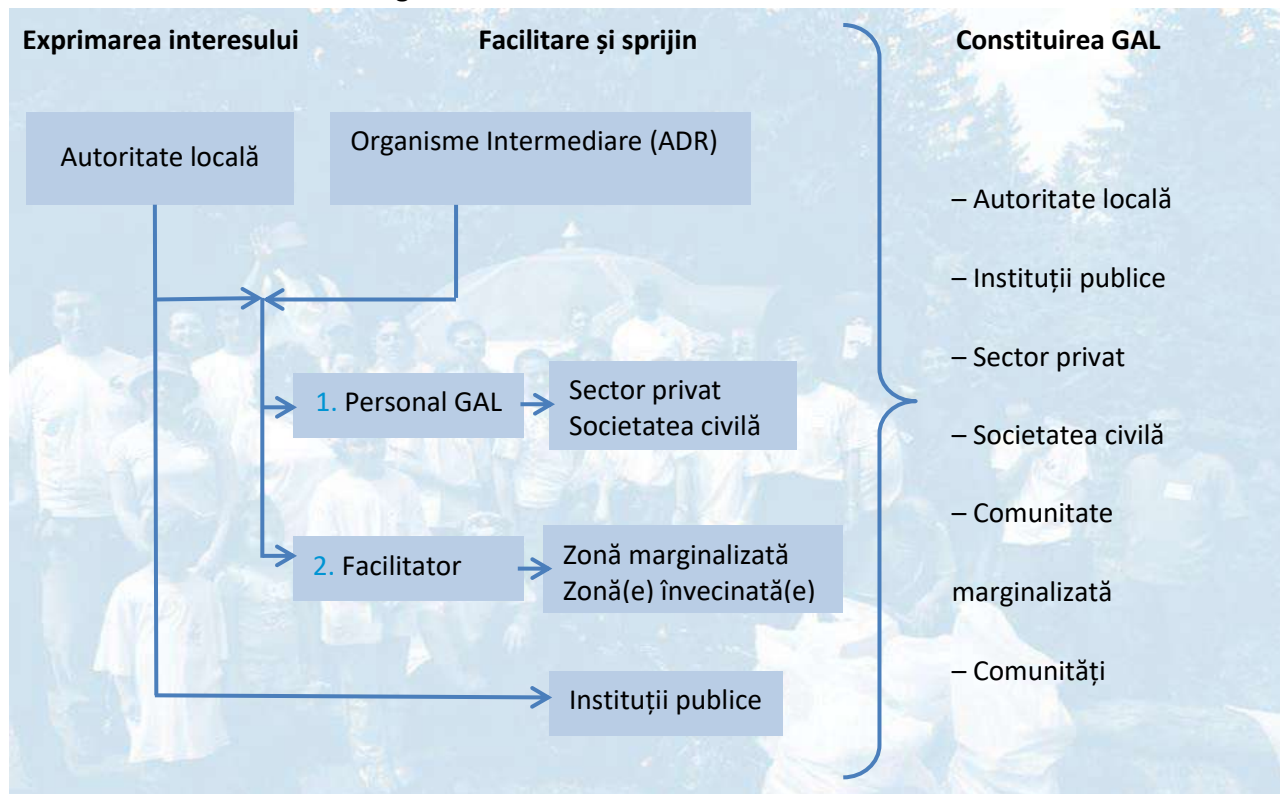 Exprimarea interesului
Facilitare și sprijin
Constituirea GAL
Autoritate locală
Organisme Intermediare (ADR)
1. Personal GAL
Sector privat
Societatea civilă
2. Facilitator
Zonă marginalizată
Zonă(e) învecinată(e)
Instituții publice
– Autoritate locală
– Instituții publice
– Sector privat
– Societatea civilă
– Comunitate
marginalizată
– Comunități